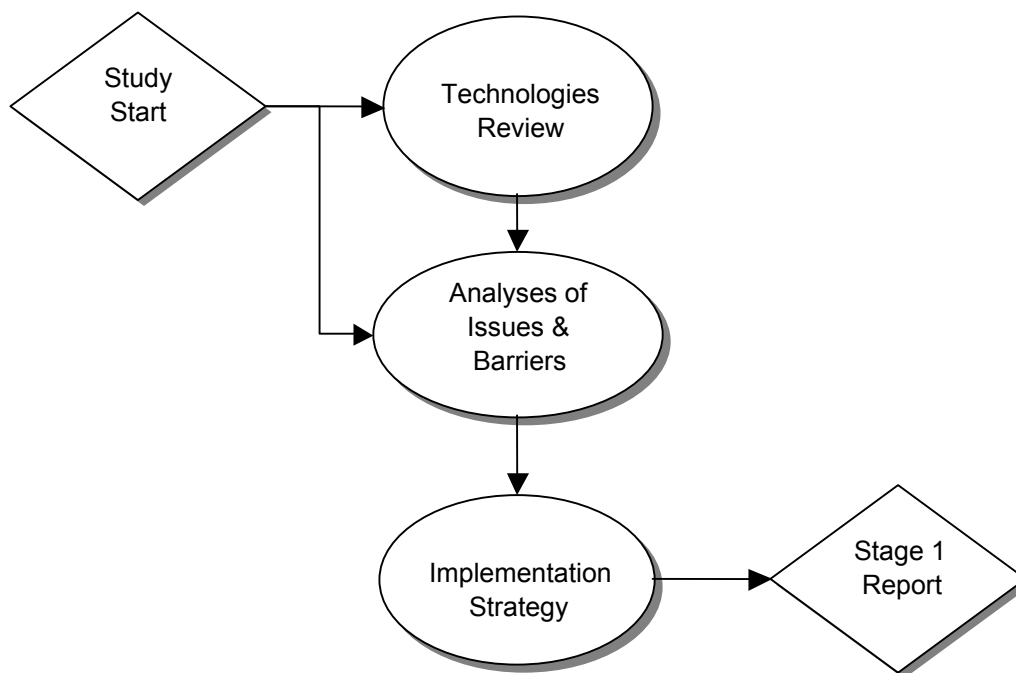 Study
Start
Technologies
Review
Analyses of
Issues &
Barriers
Implementation
Strategy
Stage 1
Report